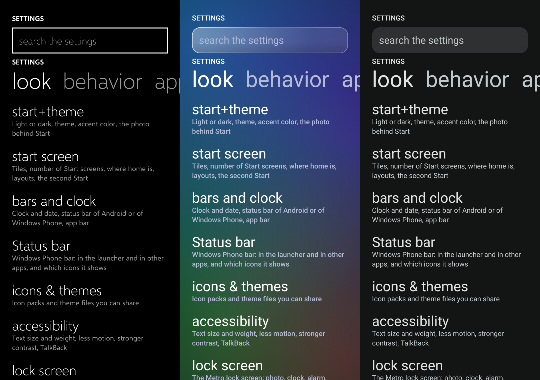 SETTINGS
search the settings
SETTINGS
look behavior app
start+theme
Light or dark, theme, accent color, the photo
behind Start
start screen
Tiles, number of Start screens, where home is,
layouts, the second Start
bars and clock
Clock and date, status bar of Android or of
Windows Phone, app bar
Status bar
Windows Phone bar: in the launcher and in other
apps, and which icons it shows
icons & themes
Icon packs and theme files you can share
accessibility
Text size and weight, less motion, stronger
contrast, TalkBack
lock screen
SETTINGS
search the settings
SETTINGS
look behavior ap
start+theme
Light or dark, theme, accent color, the photo
behind Start
start screen
Tiles, number of Start screens, where home is,
layouts, the second Start
bars and clock
Clock and date, status bar of Android or of
Windows Phone, app bar
Status bar
Windows Phone bar: in the launcher and in other
apps, and which icons it shows
icons & themes
Icon packs and theme files you can share
accessibility
Text size and weight, less motion, stronger
contrast, TalkBack
lock screen
The Metro lock screen: photo, clock, alarm,
SETTINGS
search the settings
SETTINGS
look behavior ap
start+theme
Light or dark, theme, accent color, the photo
behind Start
start screen
Tiles, number of Start screens, where home is,
layouts, the second Start
bars and clock
Clock and date, status bar of Android or of
Windows Phone, app bar
Status bar
Windows Phone bar: in the launcher and in other
apps, and which icons it shows
icons & themes
Icon packs and theme files you can share
accessibility
Text size and weight, less motion, stronger
contrast, TalkBack
lock screen
The Metro lock screen: photo, clock, alarm,